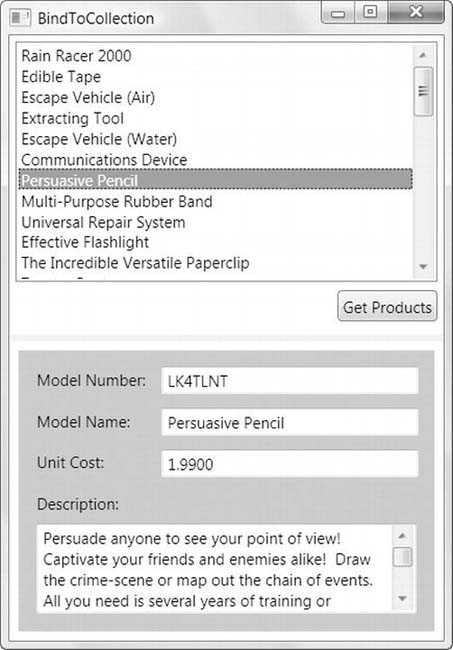 BindToCollection
Rain Racer 2000
Edible Tape
Escape Vehicle (Air)
Extracting Tool
Escape Vehicle (Water)
Communications Device
Persuasive Pencil
Multi-Purpose Rubber Band
Universal Repair System
Effective Flashlight
The Incredible Versatile Paperclip
Get Products
Model Number: LK4TLNT
Model Name: Persuasive Pencil
Unit Cost: 1.9900
Description:
Persuade anyone to see your point of view!
Captivate your friends and enemies alike!  Draw
the crime-scene or map out the chain of events.
All you need is several years of training or